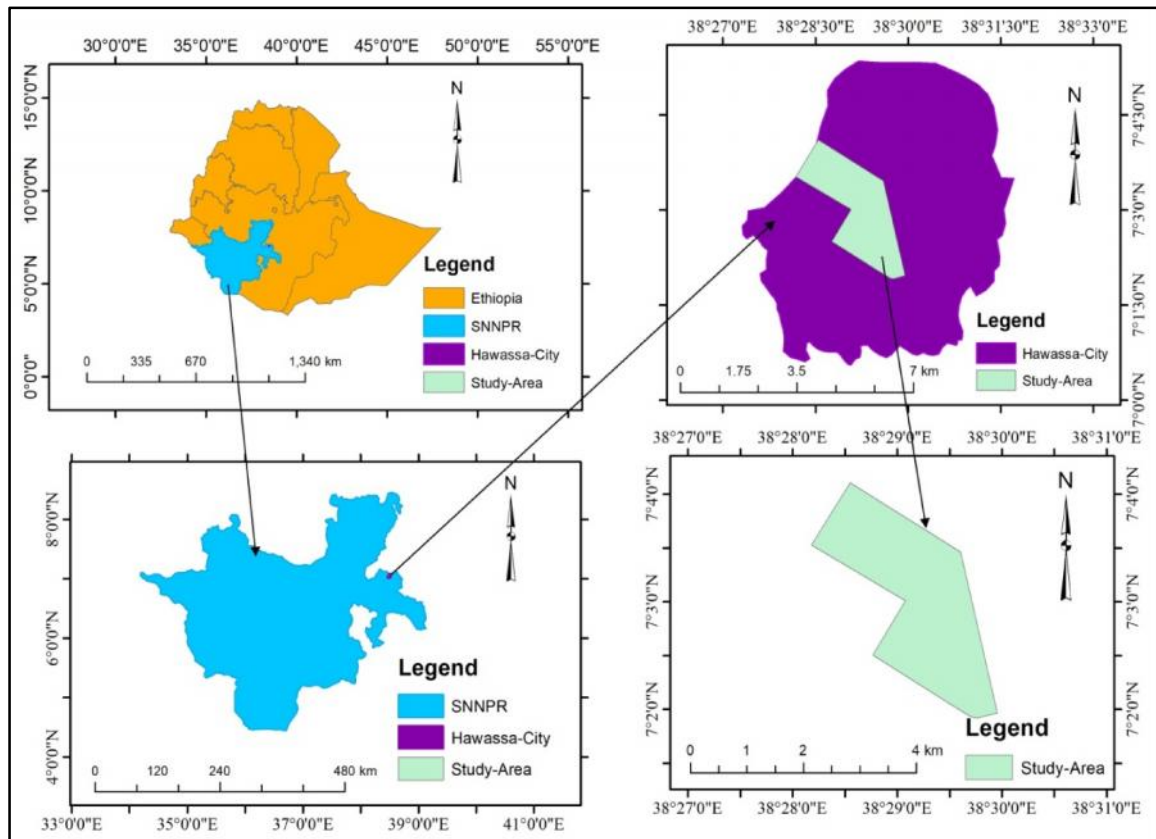 30°0'0"E 35°0'0"E 40°0'0"E 50°0'0"E 55°0'0"E
15°0'0"N
10°0'0"N
5°0'0"N
0°0'0"
N
Legend
Ethiopia
SNNPR
Hawassa-City
Study-Area
0 335 670 1,340 km
38°27'0"E 38°28'30"E 38°30'0"E 38°31'30"E 38°33'0"E
7°4'30"N
7°3'0"N
7°1'30"N
7°0'0"N
N
Legend
Hawassa-City
Study-Area
0 1.75 3.5 7 km
8°0'0"N
6°0'0"N
4°0'0"N
N
Legend
SNNPR
Hawassa-City
Study-Area
0 120 240 480 km
33°0'0"E 35°0'0"E 37°0'0"E 39°0'0"E 41°0'0"E
38°27'0"E 38°28'0"E 38°29'0"E 38°30'0"E 38°31'0"E
7°4'0"N
7°3'0"N
7°2'0"N
7°4'0"N
7°3'0"N
7°2'0"N
N
Legend
Study-Area
0 1 2 4 km
38°27'0"E 38°28'0"E 38°29'0"E 38°30'0"E 38°31'0"E